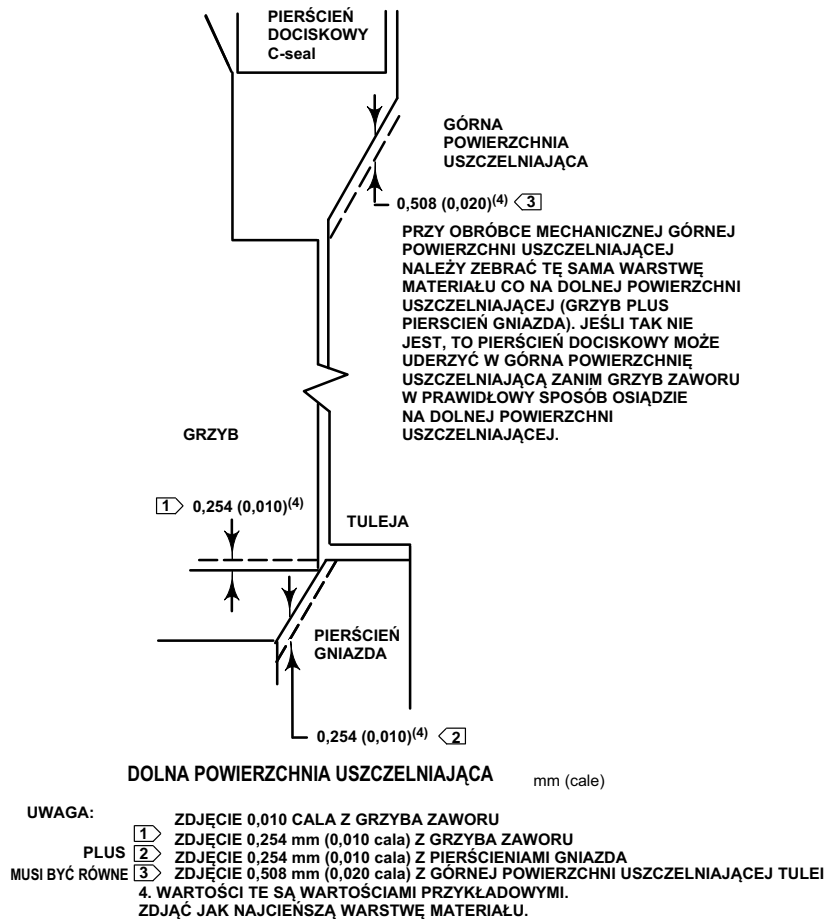 PIERŚCIEŃ
DOCISKOWY
C-seal
GÓRNA
POWIERZCHNIA
USZCZELNIAJĄCA
0,508 (0,020)(4) 3
PRZY OBRÓBCE MECHANICZNEJ GÓRNEJ
POWIERZCHNI USZCZELNIAJĄCEJ
NALEŻY ZEBRAĆ TĘ SAMA WARSTWĘ
MATERIAŁU CO NA DOLNEJ POWIERZCHNI
USZCZELNIAJĄCEJ (GRZYB PLUS
PIERSCIEŃ GNIAZDA). JEŚLI TAK NIE
JEST, TO PIERŚCIEŃ DOCISKOWY MOŻE
UDERZYĆ W GÓRNA POWIERZCHNIĘ
USZCZELNIAJĄCĄ ZANIM GRZYB ZAWORU
W PRAWIDŁOWY SPOSÓB OSIĄDZIE
NA DOLNEJ POWIERZCHNI
USZCZELNIAJĄCEJ.
GRZYB
1 0,254 (0,010)(4)
TULEJA
PIERŚCIEŃ
GNIAZDA
0,254 (0,010)(4) 2
DOLNA POWIERZCHNIA USZCZELNIAJĄCA mm (cale)
UWAGA: ZDJĘCIE 0,010 CALA Z GRZYBA ZAWORU
1 ZDJĘCIE 0,254 mm (0,010 cala) Z GRZYBA ZAWORU
PLUS 2 ZDJĘCIE 0,254 mm (0,010 cala) Z PIERŚCIENIAMI GNIAZDA
MUSI BYĆ RÓWNE 3 ZDJĘCIE 0,508 mm (0,020 cala) Z GÓRNEJ POWIERZCHNI USZCZELNIAJĄCEJ TULEI
4. WARTOŚCI TE SĄ WARTOŚCIAMI PRZYKŁADOWYMI.
ZDJĄĆ JAK NAJCIEŃSZĄ WARSTWĘ MATERIAŁU.